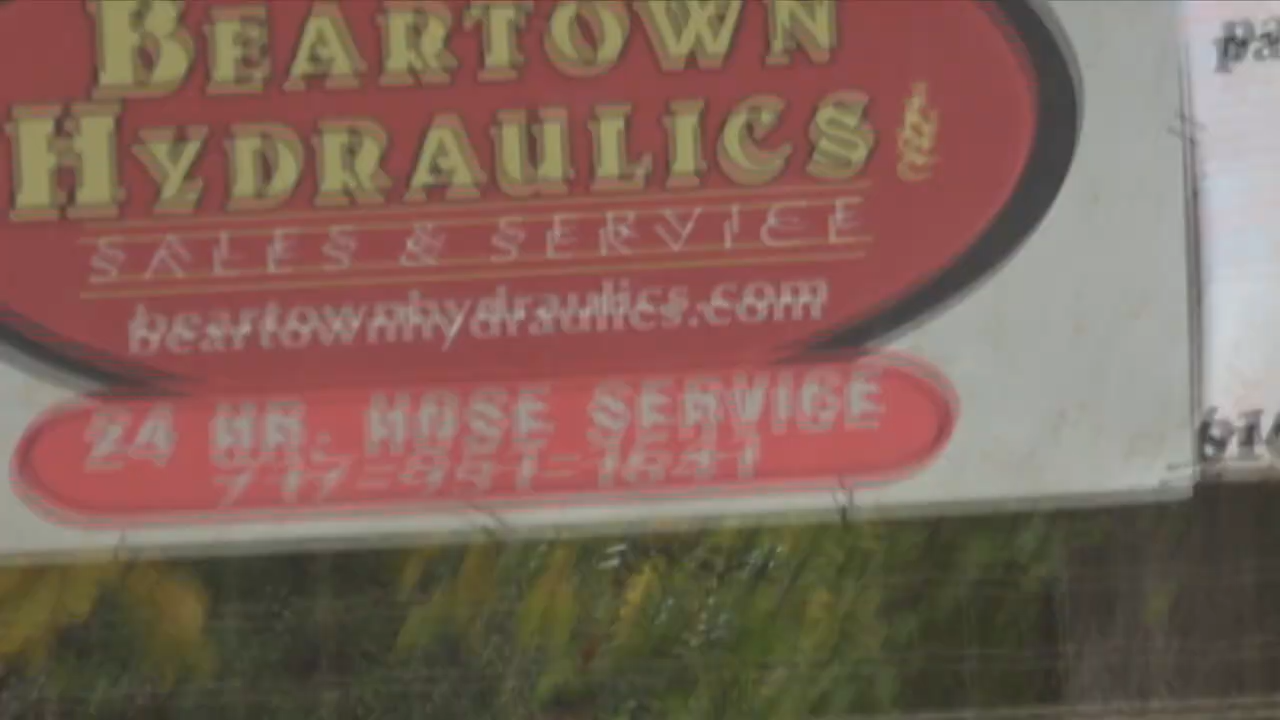 BEARTOWN
HYDRAULICS
SALES & SERVICE
beartownhydraulics.com
24 HR. HOSE SERVICE